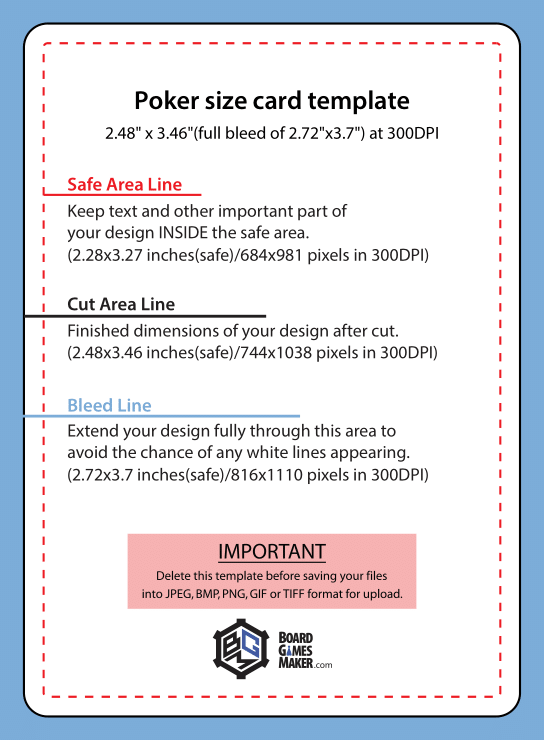 Poker size card template
2.48" x 3.46"(full bleed of 2.72"x3.7") at 300DPI
Safe Area Line
Keep text and other important part of
your design INSIDE the safe area.
(2.28x3.27 inches(safe)/684x981 pixels in 300DPI)
Cut Area Line
Finished dimensions of your design after cut.
(2.48x3.46 inches(safe)/744x1038 pixels in 300DPI)
Bleed Line
Extend your design fully through this area to
avoid the chance of any white lines appearing.
(2.72x3.7 inches(safe)/816x1110 pixels in 300DPI)
IMPORTANT
Delete this template before saving your files
into JPEG, BMP, PNG, GIF or TIFF format for upload.
BOARD
GAMES
MAKER.com